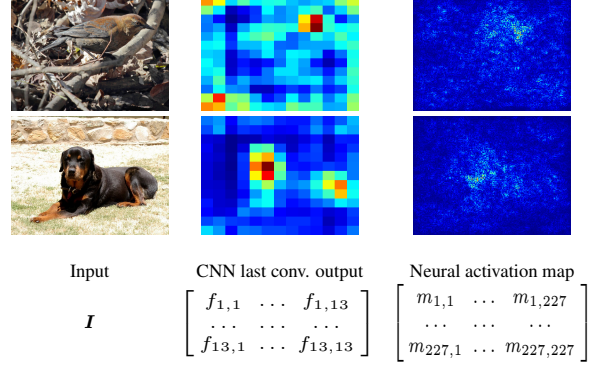 Input CNN last conv. output Neural activation map
I
f1,1 ... f1,13
... ... ...
f13,1 ... f13,13
m1,1 ... m1,227
... ... ...
m227,1 ... m227,227